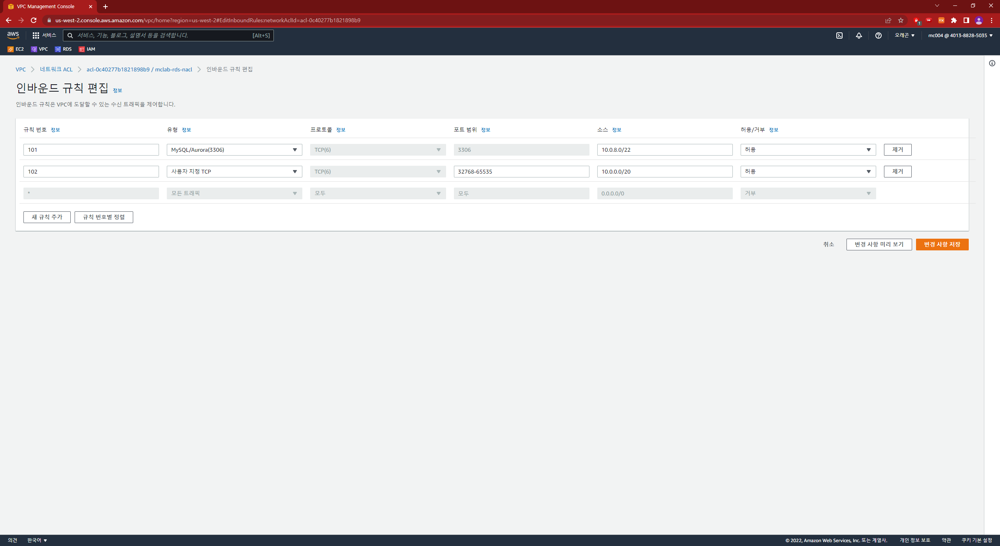 VPC Management Console
us-west-2.console.aws.amazon.com/vpc/home?region=us-west-2#EditInboundRules:networkAclId=acl-0c40277b1821898b9
1
aws 서비스 서비스, 기능, 블로그, 설명서 등을 검색합니다. [Alt+S] 오레곤 mc004 @ 4013-8828-5035
EC2 VPC RDS IAM
VPC 네트워크 ACL acl-0c40277b1821898b9 / mclab-rds-nacl 인바운드 규칙 편집
인바운드 규칙 편집 정보
인바운드 규칙은 VPC에 도달할 수 있는 수신 트래픽을 제어합니다.
규칙 번호 정보 유형 정보 프로토콜 정보 포트 범위 정보 소스 정보 허용/거부 정보
101 MySQL/Aurora(3306) TCP(6) 3306 10.0.8.0/22 허용 제거
102 사용자 지정 TCP TCP(6) 32768-65535 10.0.0.0/20 허용 제거
* 모든 트래픽 모두 모두 0.0.0.0/0 거부
새 규칙 추가 규칙 번호별 정렬
취소 변경 사항 미리 보기 변경 사항 저장
의견 한국어 © 2022, Amazon Web Services, Inc. 또는 계열사. 개인 정보 보호 약관 쿠키 기본 설정